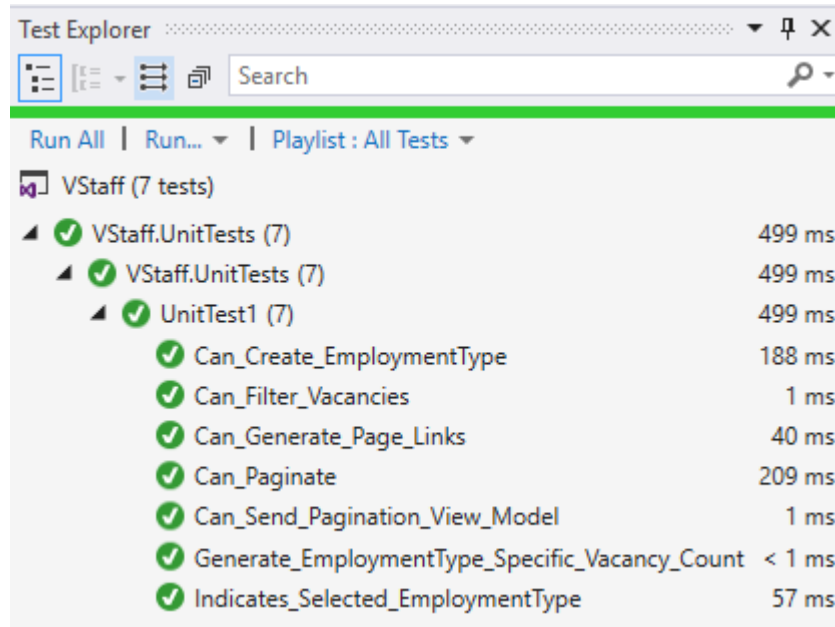 Test Explorer
Search
Run All | Run... | Playlist : All Tests
VStaff (7 tests)
VStaff.UnitTests (7) 499 ms
VStaff.UnitTests (7) 499 ms
UnitTest1 (7) 499 ms
Can_Create_EmploymentType 188 ms
Can_Filter_Vacancies 1 ms
Can_Generate_Page_Links 40 ms
Can_Paginate 209 ms
Can_Send_Pagination_View_Model 1 ms
Generate_EmploymentType_Specific_Vacancy_Count < 1 ms
Indicates_Selected_EmploymentType 57 ms